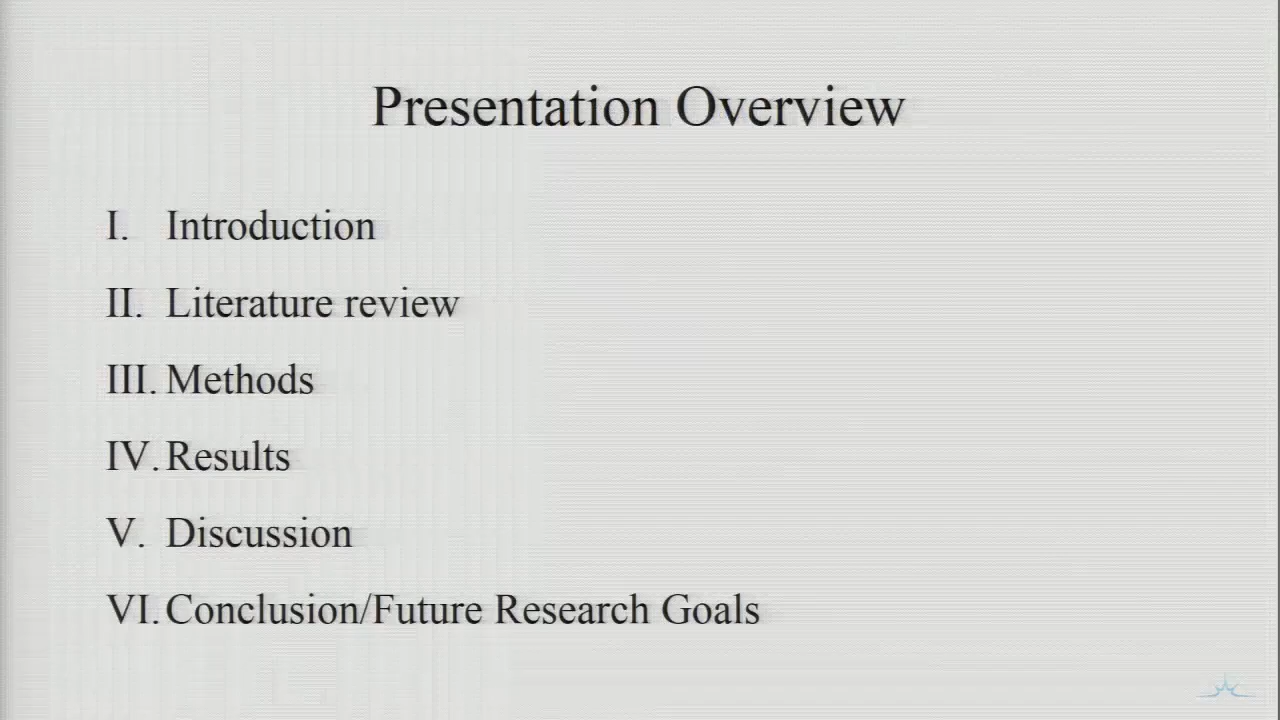 Presentation Overview
I. Introduction
II. Literature review
III. Methods
IV. Results
V. Discussion
VI. Conclusion/Future Research Goals